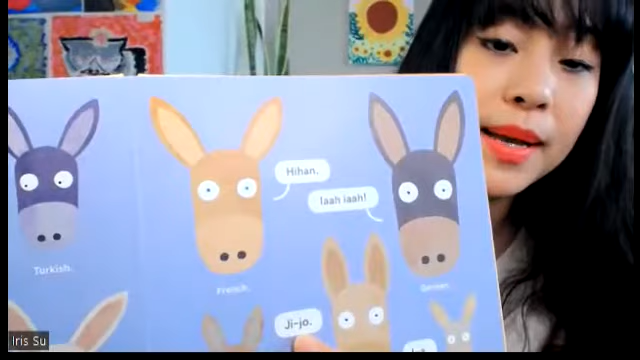 Hihan.
Iaah iaah!
Turkish.
French.
German.
Ji-jo.
Iris Su